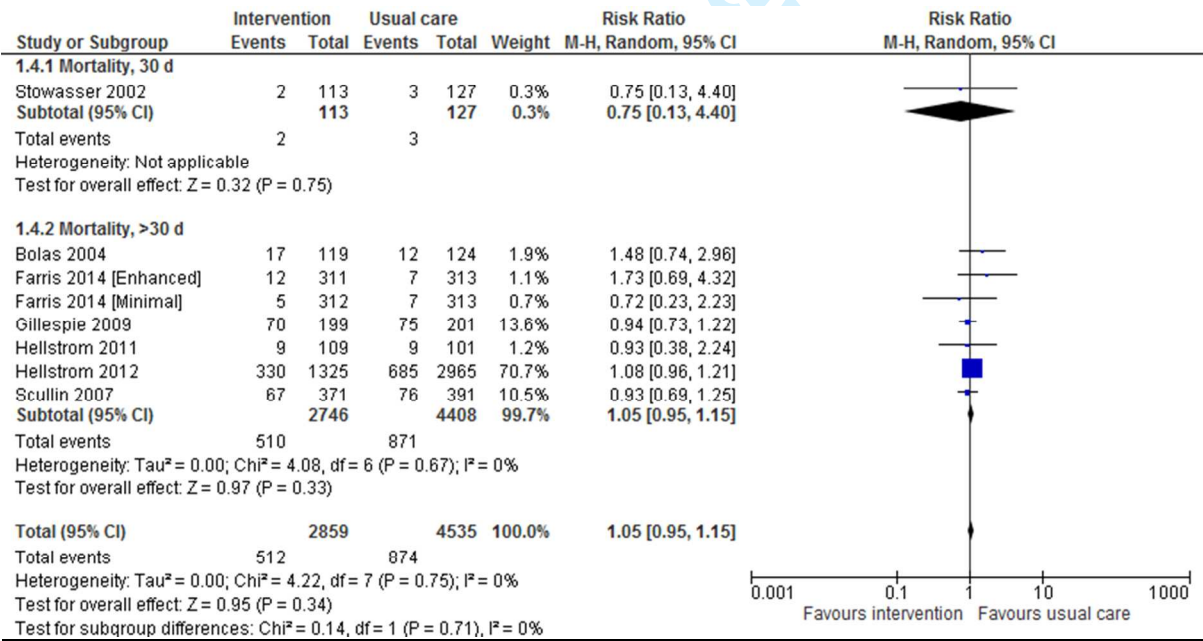 Intervention Usual care Risk Ratio Risk Ratio
Study or Subgroup Events Total Events Total Weight M-H, Random, 95% CI M-H, Random, 95% CI
1.4.1 Mortality, 30 d
Stowasser 2002 2 113 3 127 0.3% 0.75 [0.13, 4.40]
Subtotal (95% CI) 113 127 0.3% 0.75 [0.13, 4.40]
Total events 2 3
Heterogeneity: Not applicable
Test for overall effect: Z = 0.32 (P = 0.75)
1.4.2 Mortality, >30 d
Bolas 2004 17 119 12 124 1.9% 1.48 [0.74, 2.96]
Farris 2014 [Enhanced] 12 311 7 313 1.1% 1.73 [0.69, 4.32]
Farris 2014 [Minimal] 5 312 7 313 0.7% 0.72 [0.23, 2.23]
Gillespie 2009 70 199 75 201 13.6% 0.94 [0.73, 1.22]
Hellstrom 2011 9 109 9 101 1.2% 0.93 [0.38, 2.24]
Hellstrom 2012 330 1325 685 2965 70.7% 1.08 [0.96, 1.21]
Scullin 2007 67 371 76 391 10.5% 0.93 [0.69, 1.25]
Subtotal (95% CI) 2746 4408 99.7% 1.05 [0.95, 1.15]
Total events 510 871
Heterogeneity: Tau² = 0.00; Chi² = 4.08, df = 6 (P = 0.67); I² = 0%
Test for overall effect: Z = 0.97 (P = 0.33)
Total (95% CI) 2859 4535 100.0% 1.05 [0.95, 1.15]
Total events 512 874
Heterogeneity: Tau² = 0.00; Chi² = 4.22, df = 7 (P = 0.75); I² = 0%
Test for overall effect: Z = 0.95 (P = 0.34)
Test for subgroup differences: Chi² = 0.14, df = 1 (P = 0.71), I² = 0%
0.001 0.1 1 10 1000
Favours intervention Favours usual care